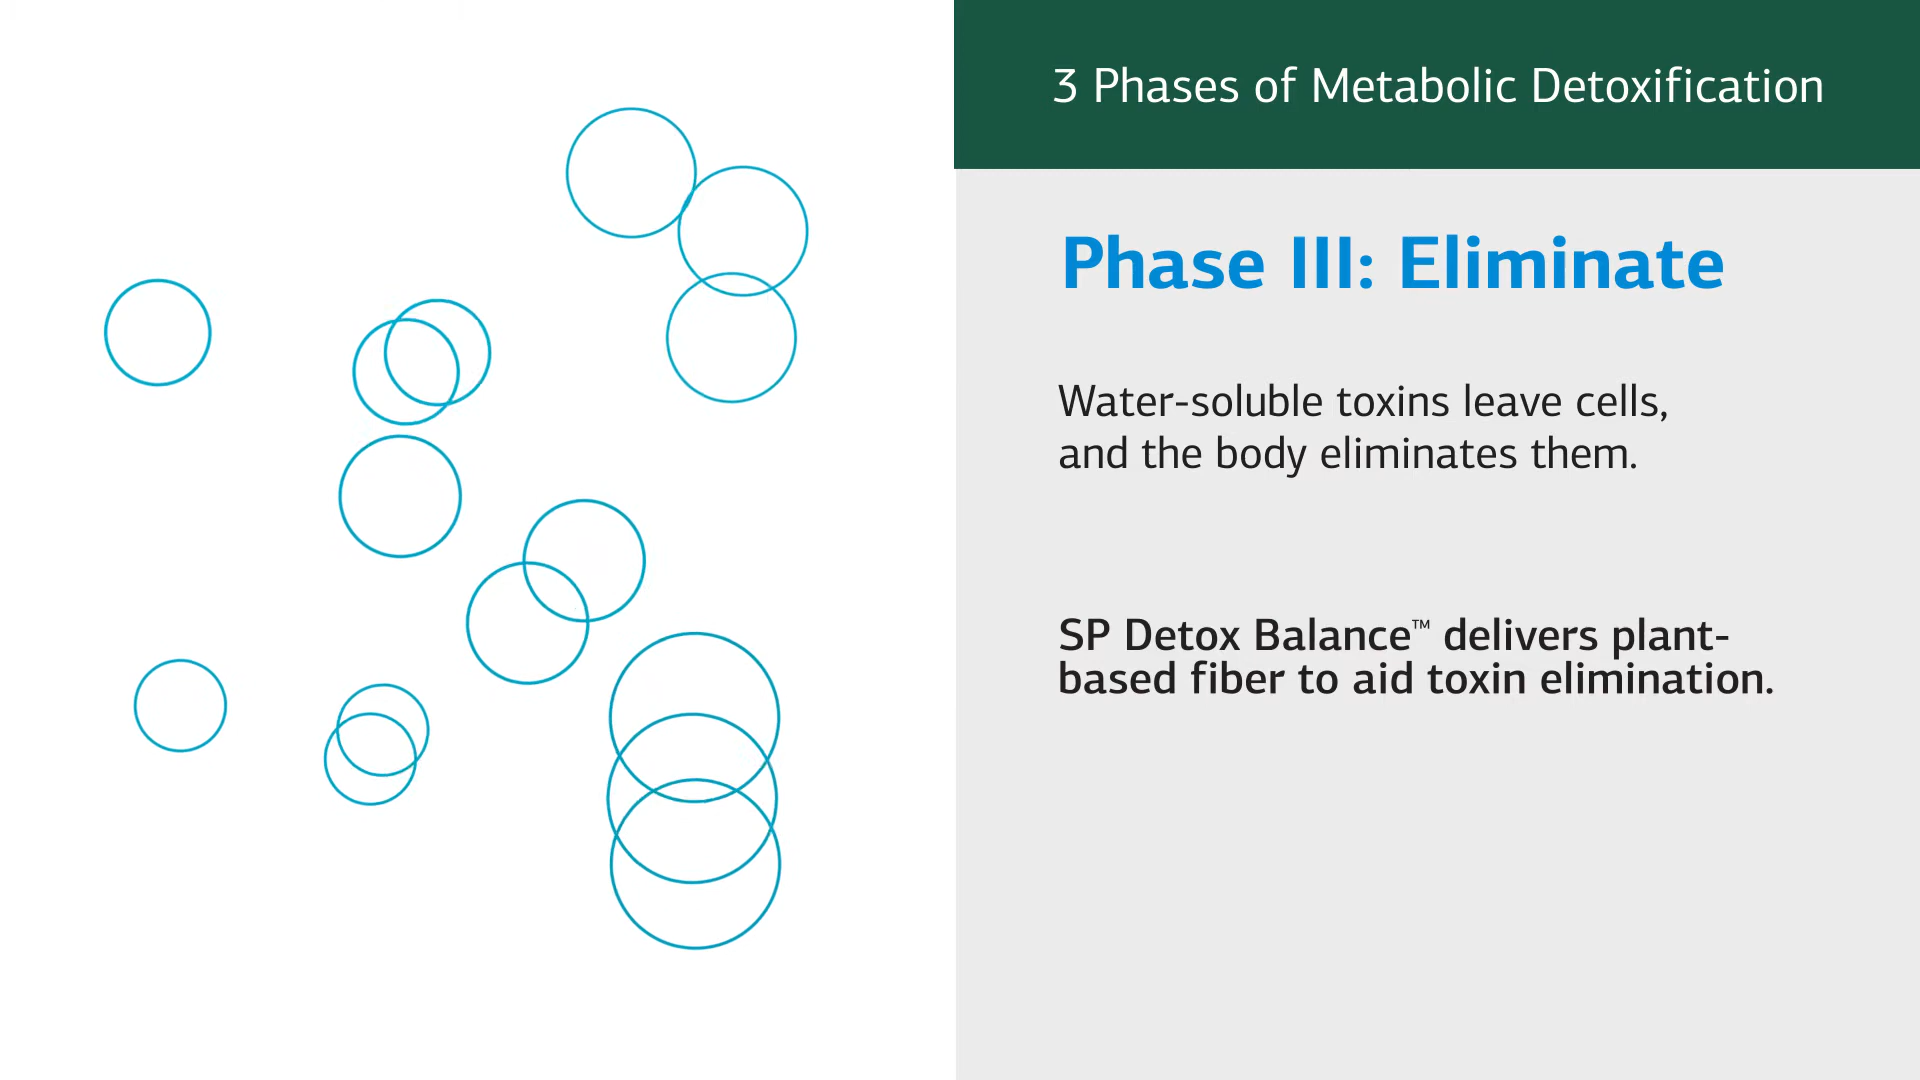 3 Phases of Metabolic Detoxification
Phase III: Eliminate
Water-soluble toxins leave cells,
and the body eliminates them.
SP Detox Balance™ delivers plant-
based fiber to aid toxin elimination.